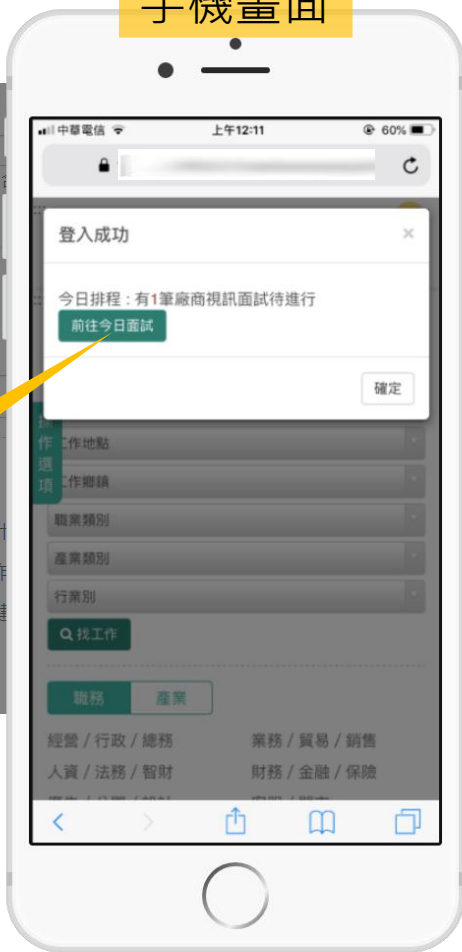 手機畫面
中華電信
上午12:11
60%
登入成功
×
今日排程：有1筆廠商視訊面試待進行
前往今日面試
確定
操作選項
工作地點
工作鄉鎮
職業類別
產業類別
行業別
找工作
職務 產業
經營 / 行政 / 總務 業務 / 貿易 / 銷售
人資 / 法務 / 智財 財務 / 金融 / 保險